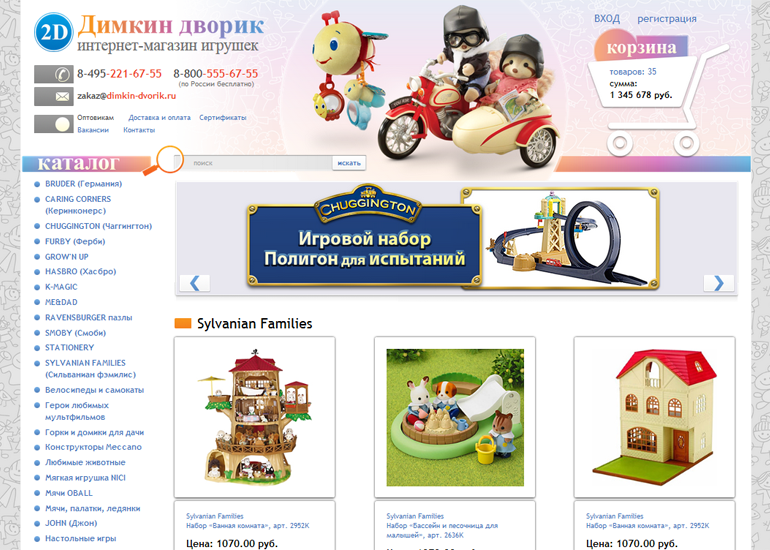 2D
Димкин дворик
интернет-магазин игрушек
8-495-221-67-55 8-800-555-67-55
(по России бесплатно)
zakaz@dimkin-dvorik.ru
Оптовикам Доставка и оплата Сертификаты
Вакансии Контакты
ВХОД регистрация
корзина
товаров: 35
сумма:
1 345 678 руб.
каталог
поиск искать
BRUDER (Германия)
CARING CORNERS
(Керинконерс)
CHUGGINGTON (Чаггингтон)
FURBY (Ферби)
GROW'N UP
HASBRO (Хасбро)
K-MAGIC
ME&DAD
RAVENSBURGER пазлы
SMOBY (Смоби)
STATIONERY
SYLVANIAN FAMILIES
(Сильваниан фэмилис)
Велосипеды и самокаты
Герои любимых
мультфильмов
Горки и домики для дачи
Конструкторы Meccano
Любимые животные
Мягкая игрушка NICI
Мячи OBALL
Мячи, палатки, ледянки
JOHN (Джон)
Настольные игры
CHUGGINGTON
Игровой набор
Полигон для испытаний
Sylvanian Families
Sylvanian Families
Набор «Ванная комната», арт. 2952K
Цена: 1070.00 руб.
Sylvanian Families
Набор «Бассейн и песочница для
малышей», арт. 2636K
Sylvanian Families
Набор «Ванная комната», арт. 2952K
Цена: 1070.00 руб.